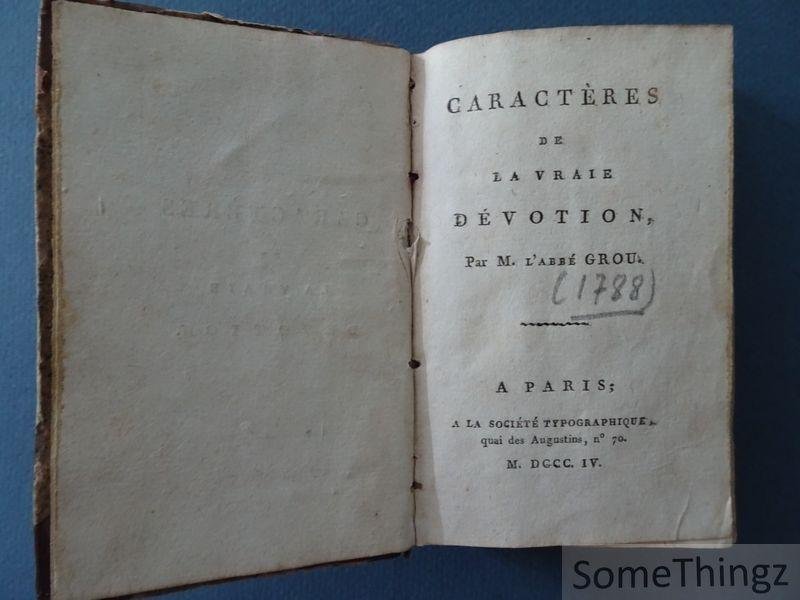 CARACTÈRES
DE
LA VRAIE
DÉVOTION,
Par M. L'ABBÉ GROU.
(1788)
A PARIS;
A LA SOCIÉTÉ TYPOGRAPHIQUE,
quai des Augustins, n° 70.
M. DCCC. IV.
SomeThingz